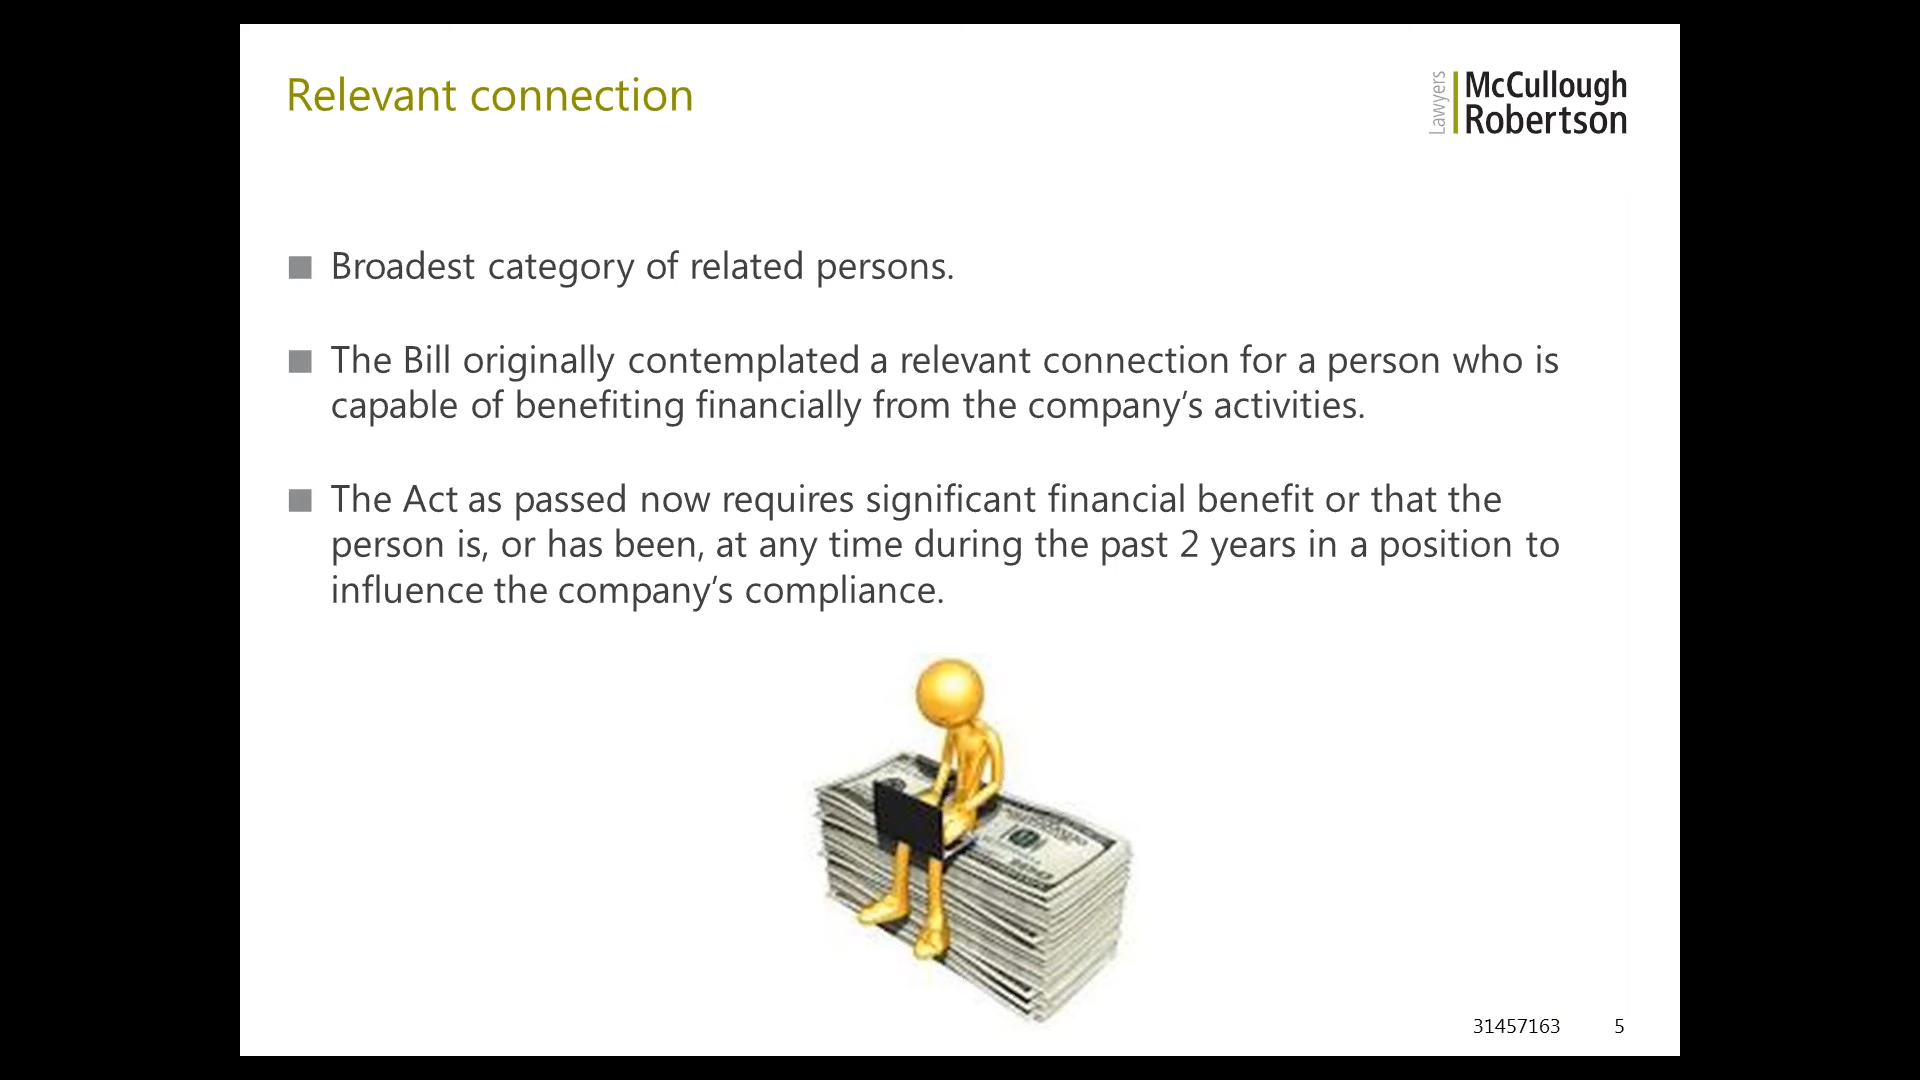 Relevant connection
Lawyers
McCullough
Robertson
■ Broadest category of related persons.
■ The Bill originally contemplated a relevant connection for a person who is
capable of benefiting financially from the company’s activities.
■ The Act as passed now requires significant financial benefit or that the
person is, or has been, at any time during the past 2 years in a position to
influence the company’s compliance.
31457163 5